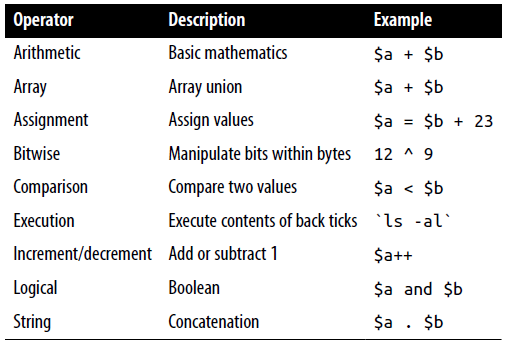 Operator Description Example
Arithmetic Basic mathematics $a + $b
Array Array union $a + $b
Assignment Assign values $a = $b + 23
Bitwise Manipulate bits within bytes 12 ^ 9
Comparison Compare two values $a < $b
Execution Execute contents of back ticks `ls -al`
Increment/decrement Add or subtract 1 $a++
Logical Boolean $a and $b
String Concatenation $a . $b